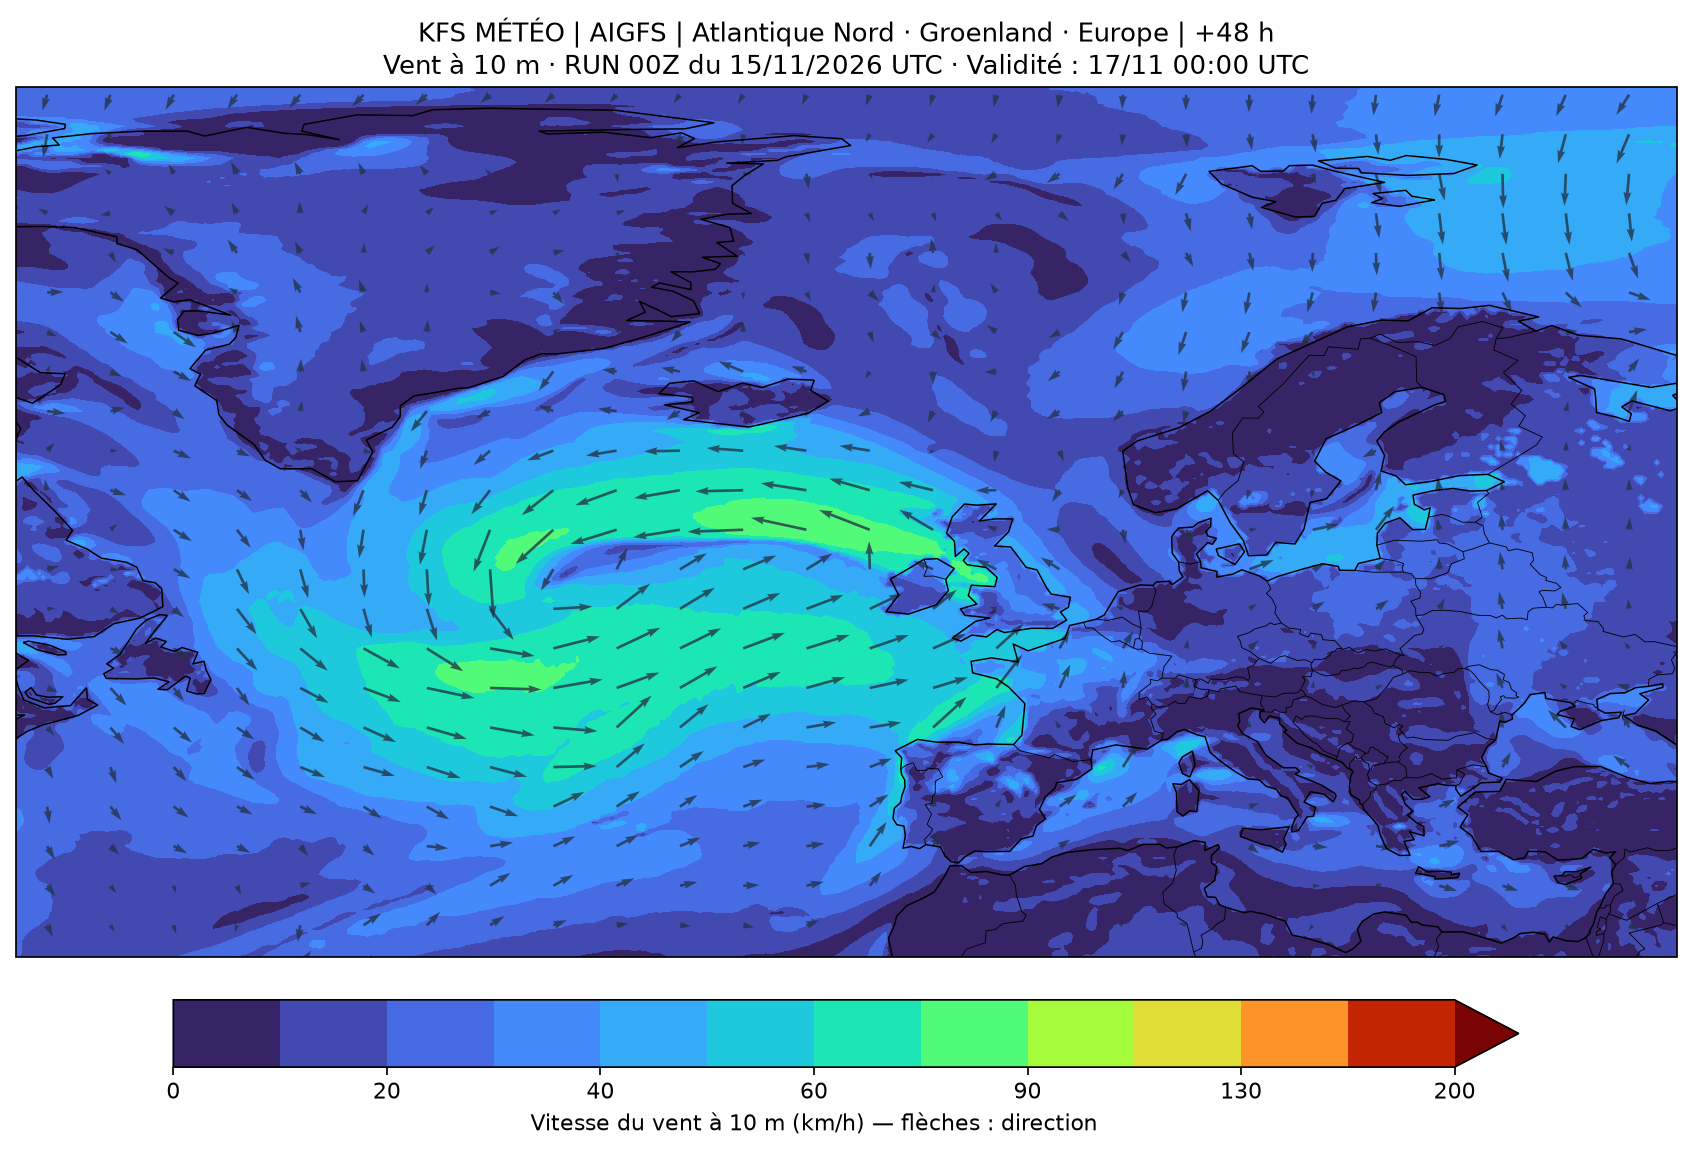 KFS MÉTÉO | AIGFS | Atlantique Nord · Groenland · Europe | +48 h
Vent à 10 m · RUN 00Z du 15/11/2026 UTC · Validité : 17/11 00:00 UTC
0 20 40 60 90 130 200
Vitesse du vent à 10 m (km/h) — flèches : direction